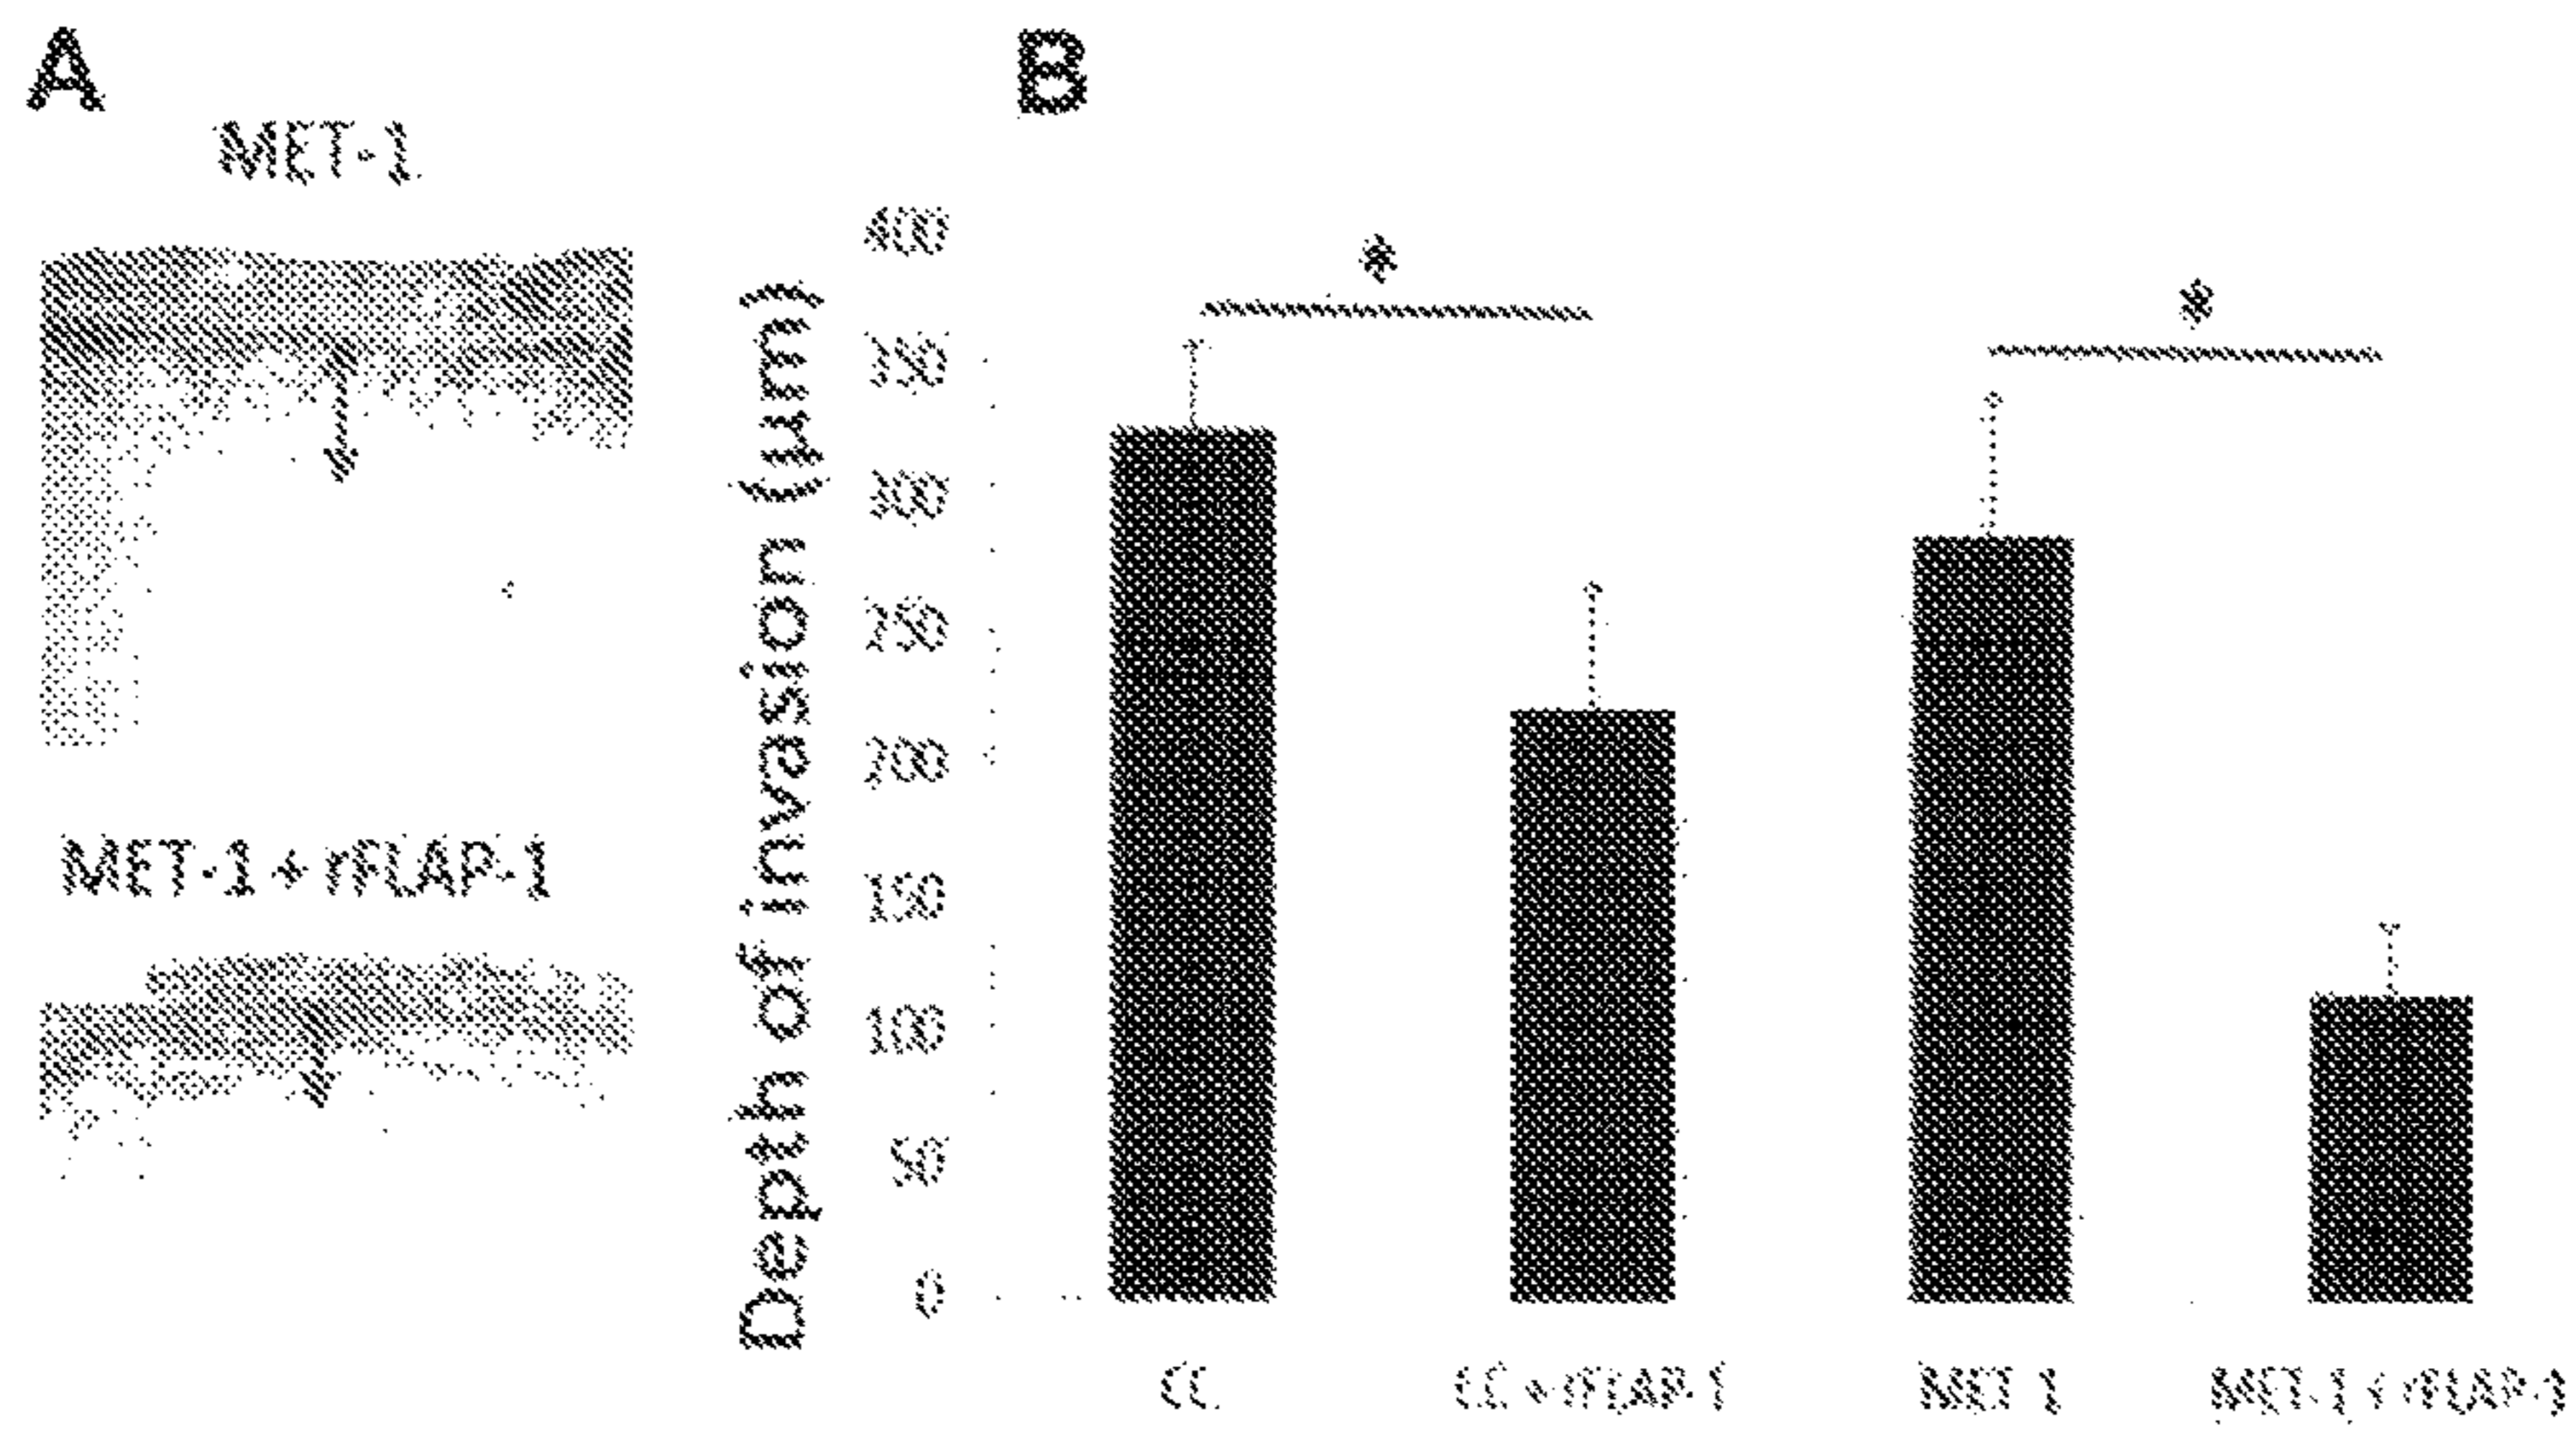 A
MET-1
MET-1 + rFLAP-1
B
Depth of invasion (µm)
400
350
300
250
200
150
100
50
0
*
*
CC
CC + rFLAP-1
MET-1
MET-1 + rFLAP-1